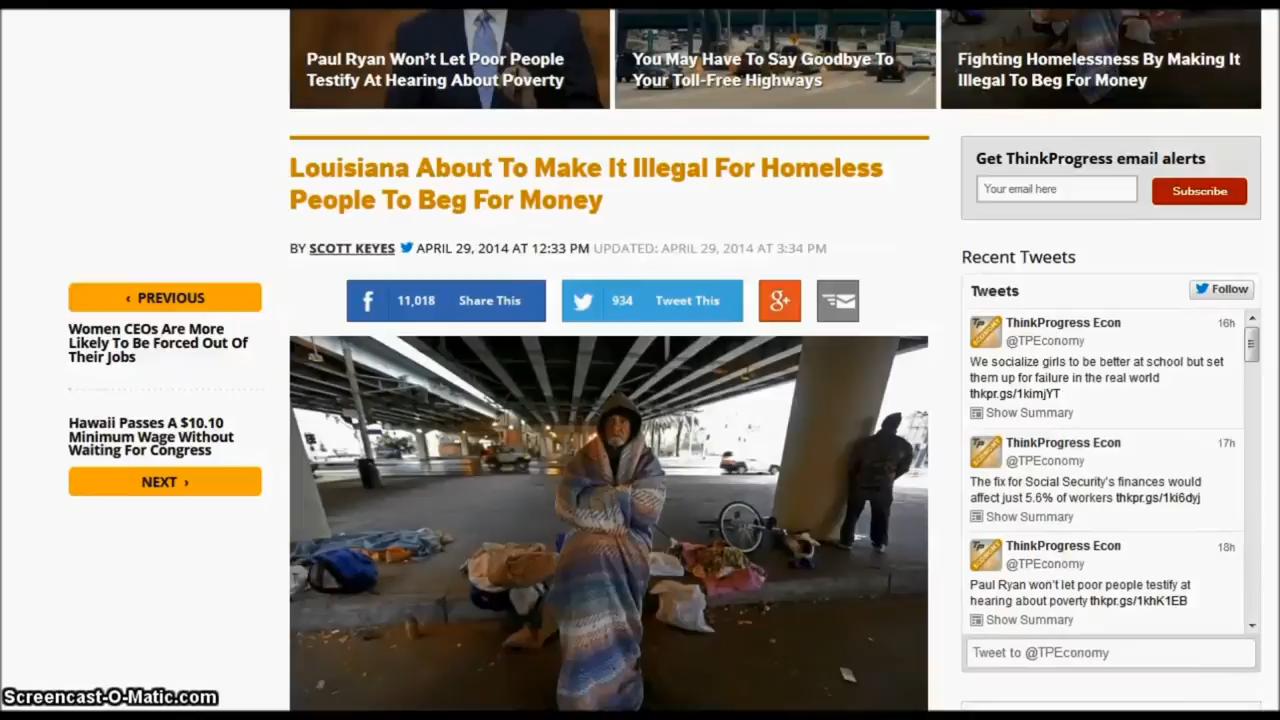 Paul Ryan Won't Let Poor People
Testify At Hearing About Poverty
You May Have To Say Goodbye To
Your Toll-Free Highways
Fighting Homelessness By Making It
Illegal To Beg For Money
Louisiana About To Make It Illegal For Homeless
People To Beg For Money
BY SCOTT KEYES APRIL 29, 2014 AT 12:33 PM UPDATED: APRIL 29, 2014 AT 3:34 PM
f 11,018 Share This
934 Tweet This
g+
‹ PREVIOUS
Women CEOs Are More
Likely To Be Forced Out Of
Their Jobs
Hawaii Passes A $10.10
Minimum Wage Without
Waiting For Congress
NEXT ›
Get ThinkProgress email alerts
Your email here
Subscribe
Recent Tweets
Tweets
Follow
TP
ThinkProgress Econ 16h
@TPEconomy
We socialize girls to be better at school but set
them up for failure in the real world
thkpr.gs/1kimjYT
Show Summary
TP
ThinkProgress Econ 17h
@TPEconomy
The fix for Social Security's finances would
affect just 5.6% of workers thkpr.gs/1ki6dyj
Show Summary
TP
ThinkProgress Econ 18h
@TPEconomy
Paul Ryan won't let poor people testify at
hearing about poverty thkpr.gs/1khK1EB
Show Summary
Tweet to @TPEconomy
Screencast-O-Matic.com